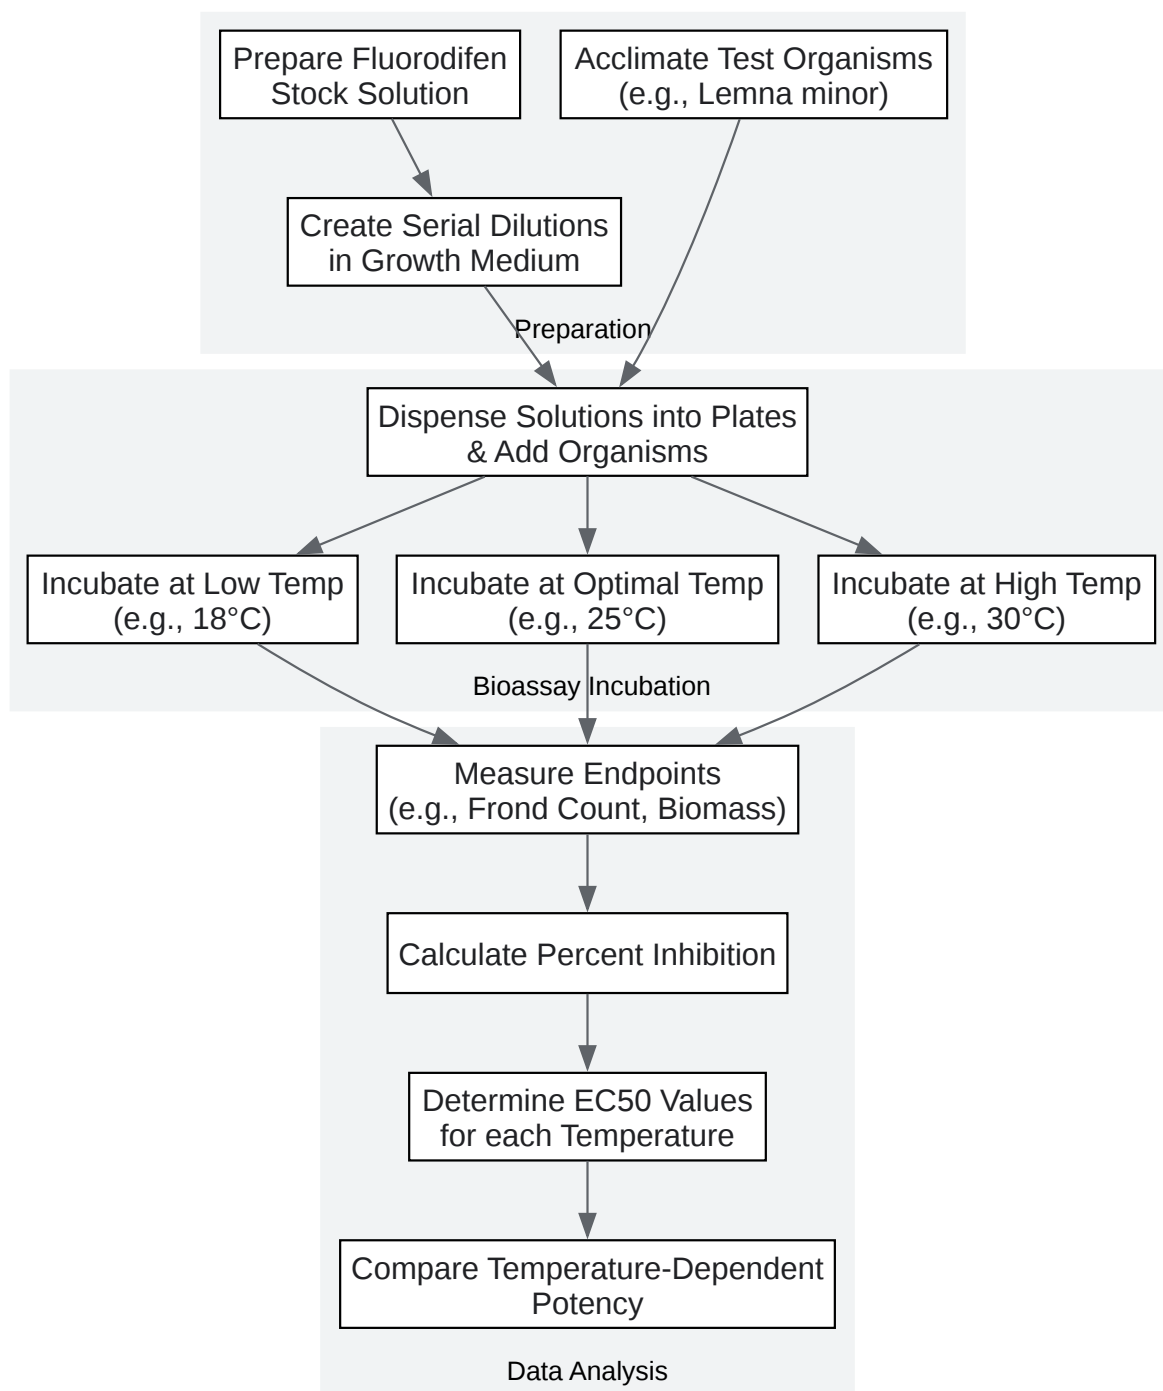 Prepare Fluorodifen
Stock Solution
Acclimate Test Organisms
(e.g., Lemna minor)
Create Serial Dilutions
in Growth Medium
Preparation
Dispense Solutions into Plates
& Add Organisms
Incubate at Low Temp
(e.g., 18°C)
Incubate at Optimal Temp
(e.g., 25°C)
Incubate at High Temp
(e.g., 30°C)
Bioassay Incubation
Measure Endpoints
(e.g., Frond Count, Biomass)
Calculate Percent Inhibition
Determine EC50 Values
for each Temperature
Compare Temperature-Dependent
Potency
Data Analysis